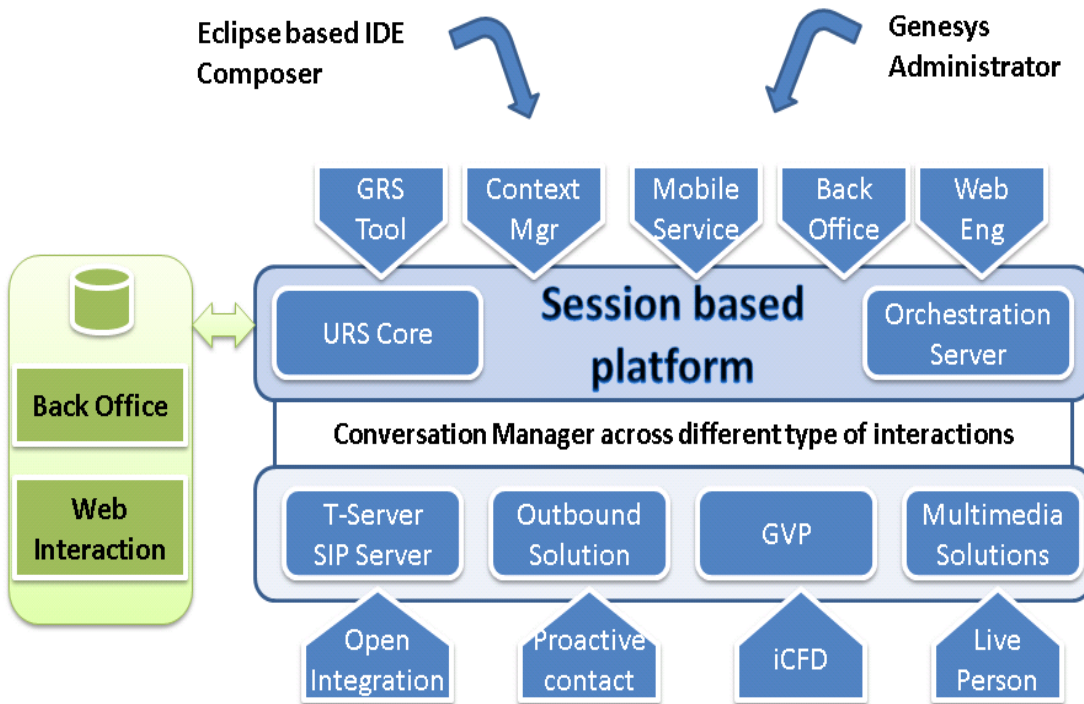 Eclipse based IDE
Composer
Genesys
Administrator
GRS
Tool
Context
Mgr
Mobile
Service
Back
Office
Web
Eng
URS Core
Session based
platform
Orchestration
Server
Back Office
Web
Interaction
Conversation Manager across different type of interactions
T-Server
SIP Server
Outbound
Solution
GVP
Multimedia
Solutions
Open
Integration
Proactive
contact
iCFD
Live
Person